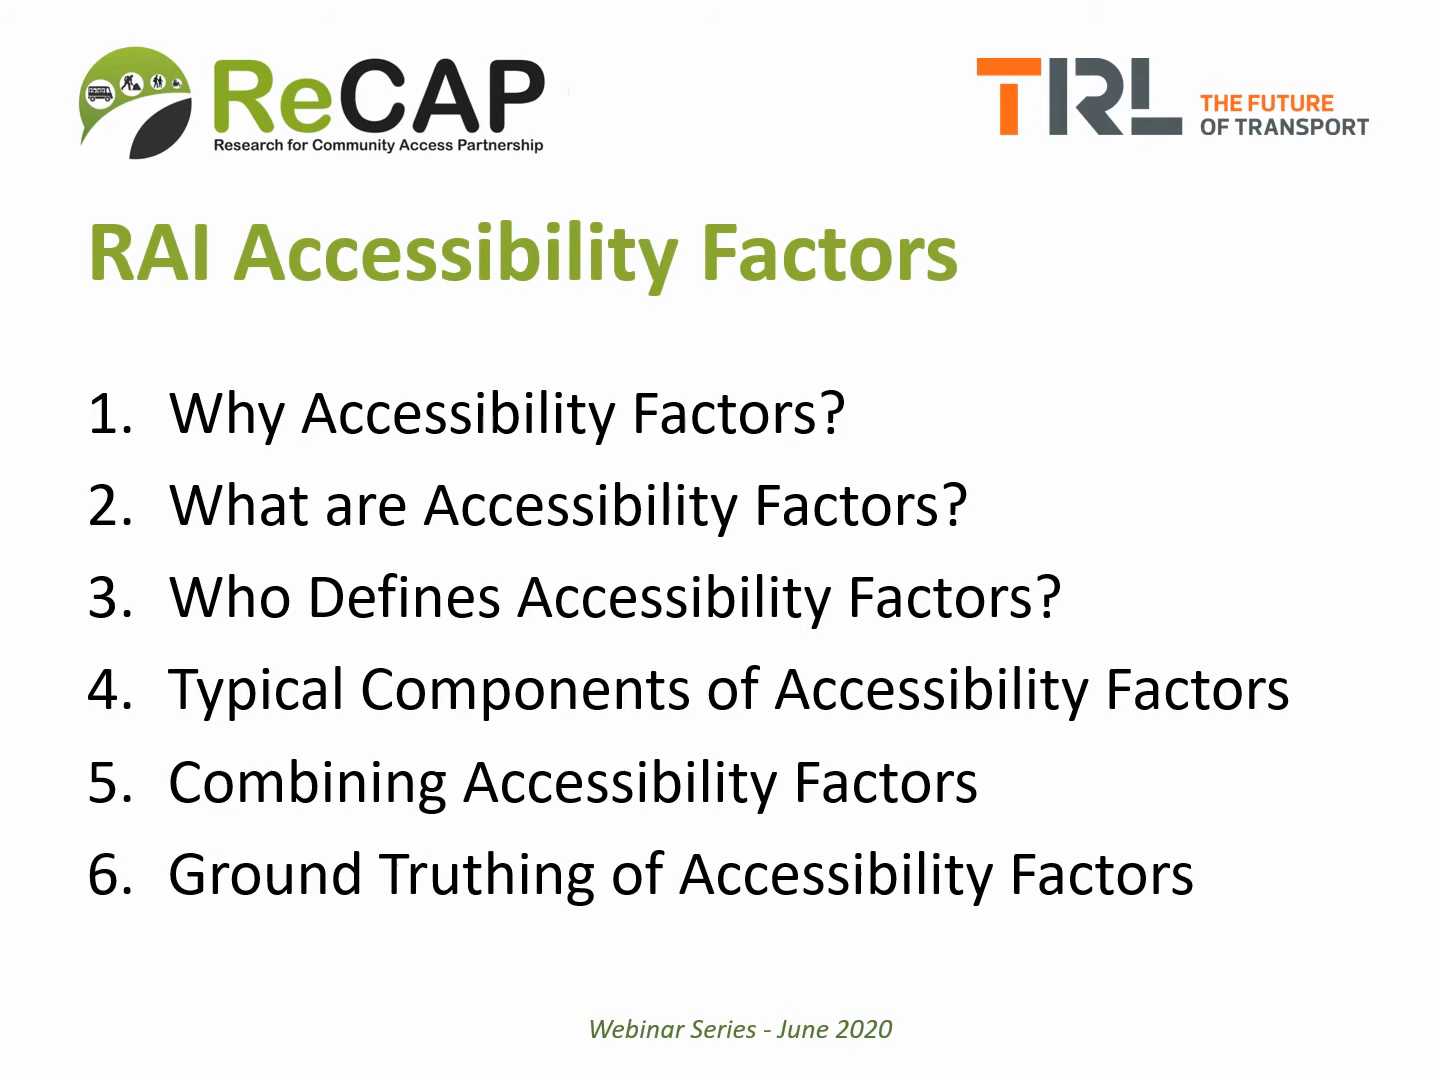 ReCAP
Research for Community Access Partnership
TRL
THE FUTURE
OF TRANSPORT
RAI Accessibility Factors
1. Why Accessibility Factors?
2. What are Accessibility Factors?
3. Who Defines Accessibility Factors?
4. Typical Components of Accessibility Factors
5. Combining Accessibility Factors
6. Ground Truthing of Accessibility Factors
Webinar Series - June 2020